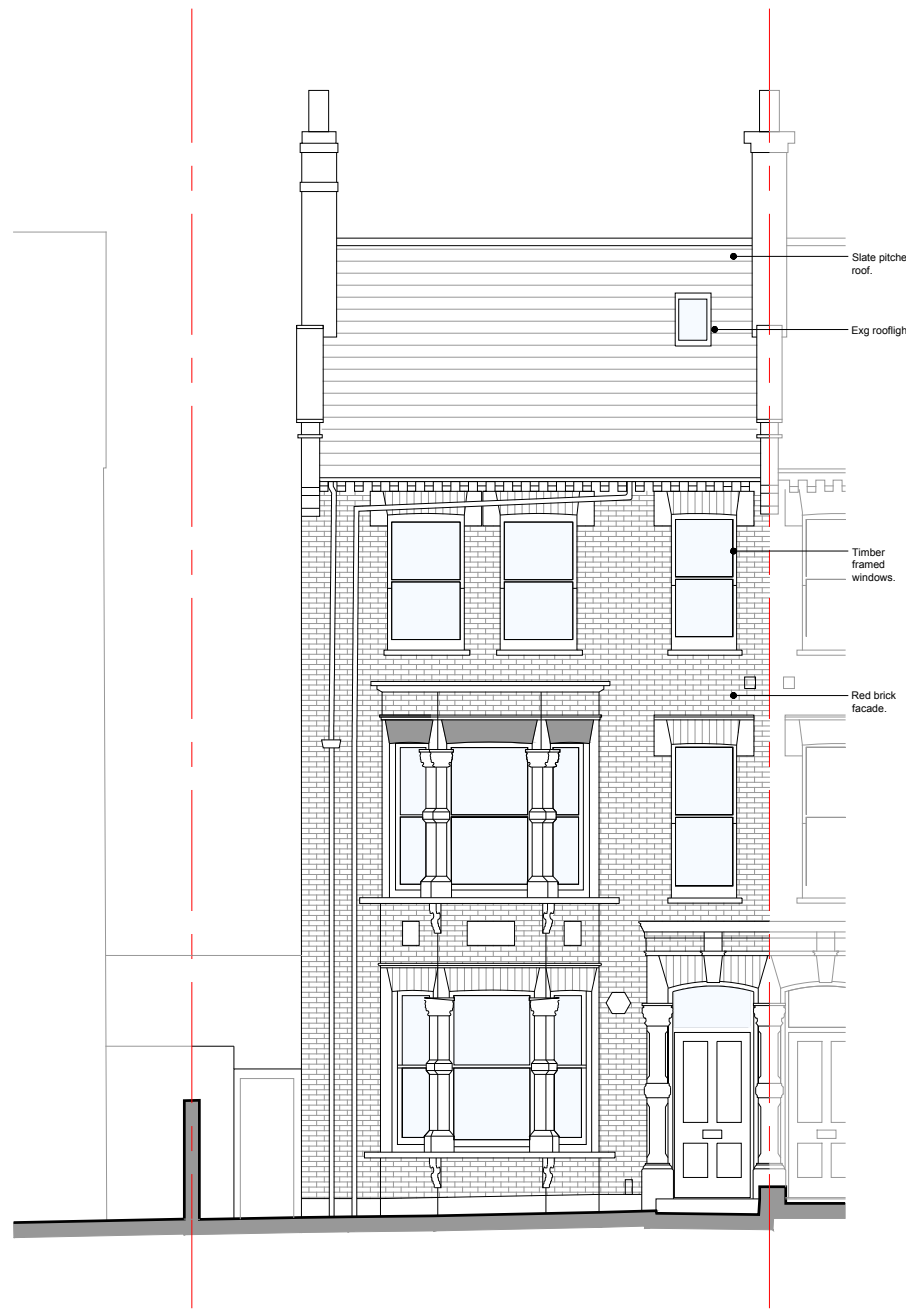 Slate pitche
roof.
Exg roofligh
Timber
framed
windows.
Red brick
facade.